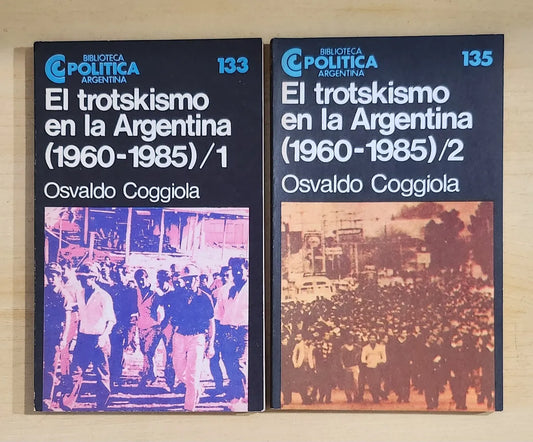 BIBLIOTECA
POLITICA
ARGENTINA
133
El trotskismo
en la Argentina
(1960-1985)/1
Osvaldo Coggiola
BIBLIOTECA
POLITICA
ARGENTINA
135
El trotskismo
en la Argentina
(1960-1985)/2
Osvaldo Coggiola